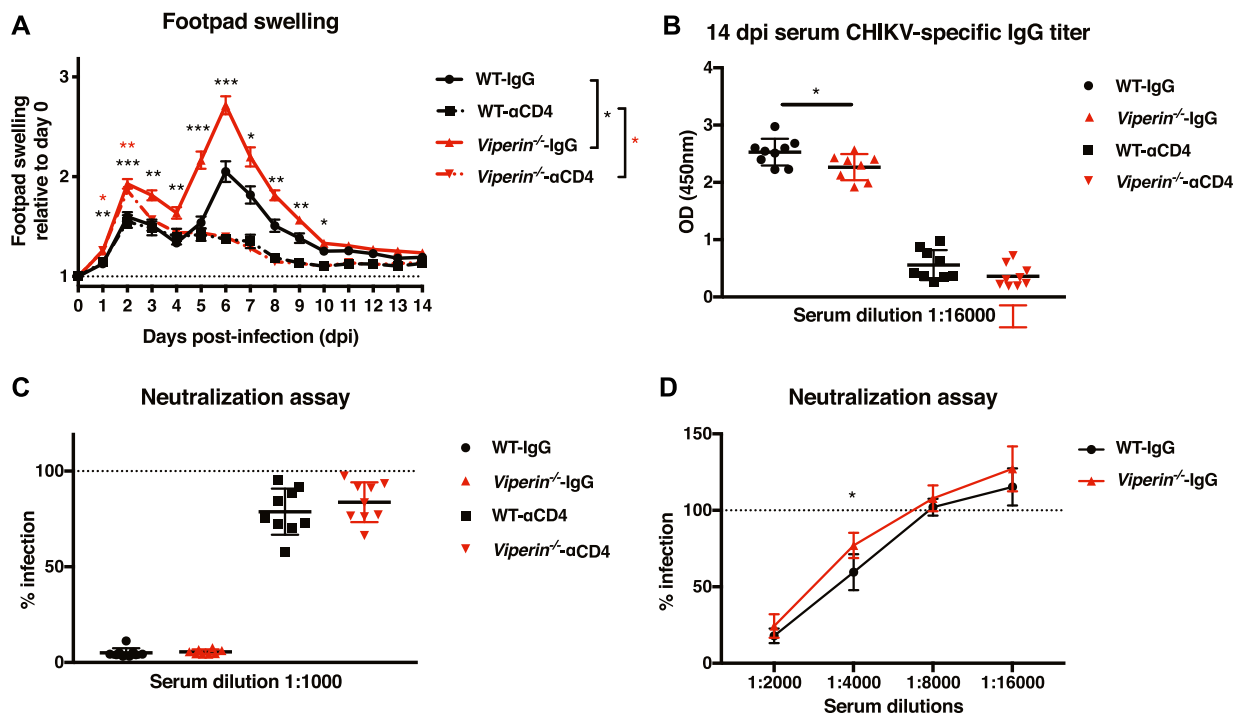 A
Footpad swelling
Footpad swelling
relative to day 0
3
2
1
0 1 2 3 4 5 6 7 8 9 10 11 12 13 14
Days post-infection (dpi)
* ** ** *** ** ** *** *** * ** ** *
WT-IgG
WT-αCD4
Viperin-/--IgG
Viperin-/--αCD4
*
*
B
14 dpi serum CHIKV-specific IgG titer
OD (450nm)
4
3
2
1
0
*
Serum dilution 1:16000
WT-IgG
Viperin-/--IgG
WT-αCD4
Viperin-/--αCD4
C
Neutralization assay
% infection
100
50
0
Serum dilution 1:1000
WT-IgG
Viperin-/--IgG
WT-αCD4
Viperin-/--αCD4
D
Neutralization assay
% infection
150
100
50
0
*
1:2000 1:4000 1:8000 1:16000
Serum dilutions
WT-IgG
Viperin-/--IgG